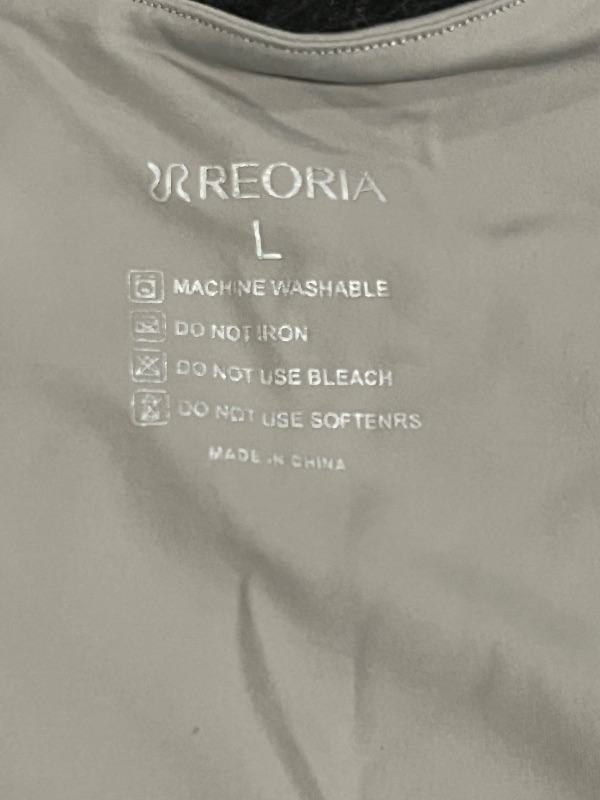 REORIA
L
MACHINE WASHABLE
DO NOT IRON
DO NOT USE BLEACH
DO NOT USE SOFTENRS
MADE IN CHINA